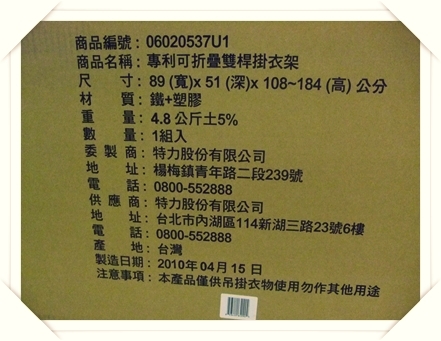 商品編號：06020537U1
商品名稱：專利可折疊雙桿掛衣架
尺　　寸：89 (寬)x 51 (深)x 108~184 (高) 公分
材　　質：鐵+塑膠
重　　量：4.8 公斤土5%
數　　量：1組入
委 製 商：特力股份有限公司
地　　址：楊梅鎮青年路二段239號
電　　話：0800-552888
供 應 商：特力股份有限公司
地　　址：台北市內湖區114新湖三路23號6樓
電　　話：0800-552888
產　　地：台灣
製造日期：2010年04月15日
注意事項：本產品僅供吊掛衣物使用勿作其他用途